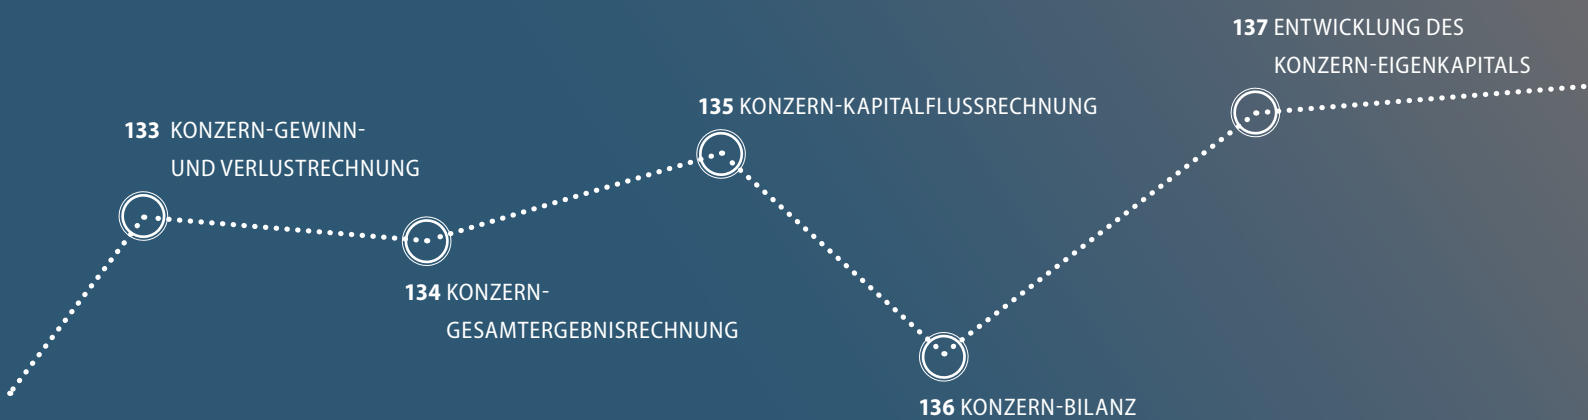 133 KONZERN-GEWINN-
UND VERLUSTRECHNUNG
134 KONZERN-
GESAMTERGEBNISRECHNUNG
135 KONZERN-KAPITALFLUSSRECHNUNG
136 KONZERN-BILANZ
137 ENTWICKLUNG DES
KONZERN-EIGENKAPITALS